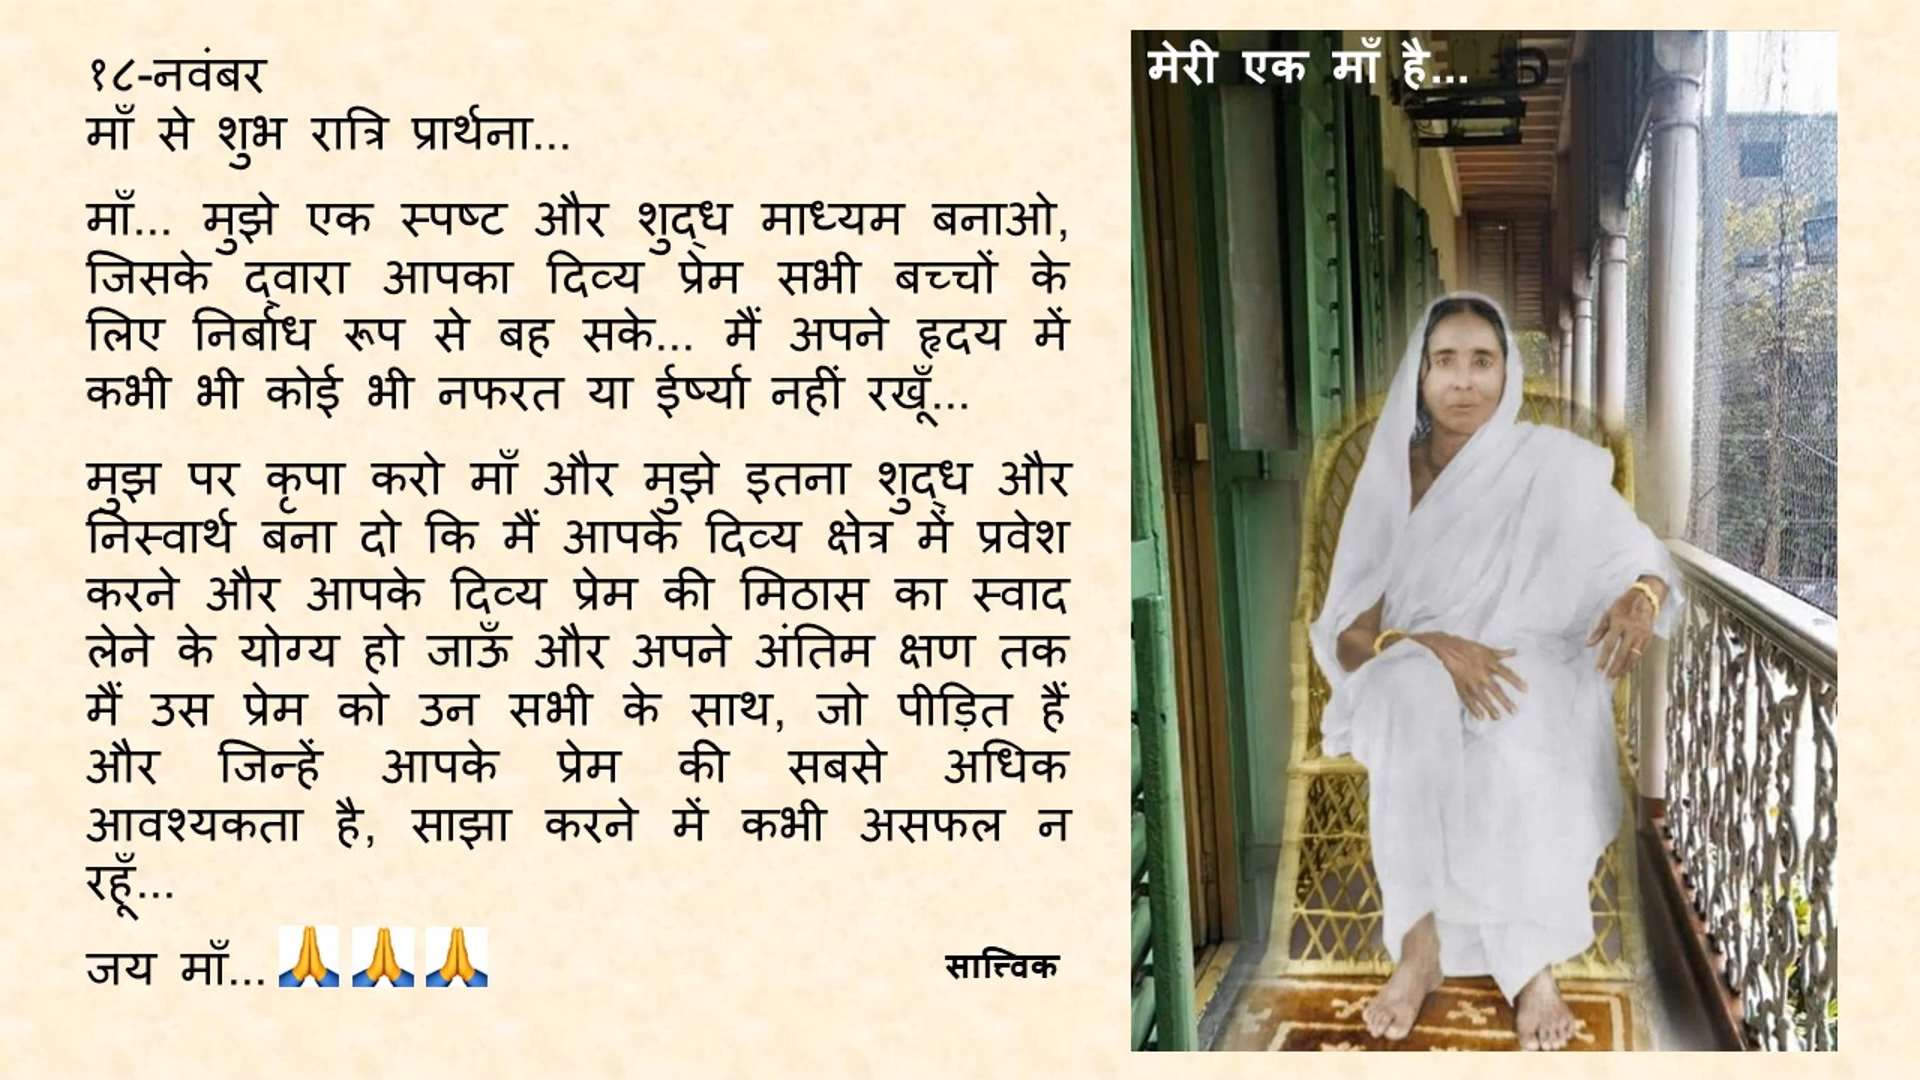 १८-नवंबर
माँ से शुभ रात्रि प्रार्थना...
माँ... मुझे एक स्पष्ट और शुद्ध माध्यम बनाओ,
जिसके द्वारा आपका दिव्य प्रेम सभी बच्चों के
लिए निर्बाध रूप से बह सके... मैं अपने हृदय में
कभी भी कोई भी नफरत या ईर्ष्या नहीं रखूँ...
मुझ पर कृपा करो माँ और मुझे इतना शुद्ध और
निस्वार्थ बना दो कि मैं आपके दिव्य क्षेत्र में प्रवेश
करने और आपके दिव्य प्रेम की मिठास का स्वाद
लेने के योग्य हो जाऊँ और अपने अंतिम क्षण तक
मैं उस प्रेम को उन सभी के साथ, जो पीड़ित हैं
और जिन्हें आपके प्रेम की सबसे अधिक
आवश्यकता है, साझा करने में कभी असफल न
रहूँ...
जय माँ... 🙏 🙏 🙏
सात्त्विक
मेरी एक माँ है...